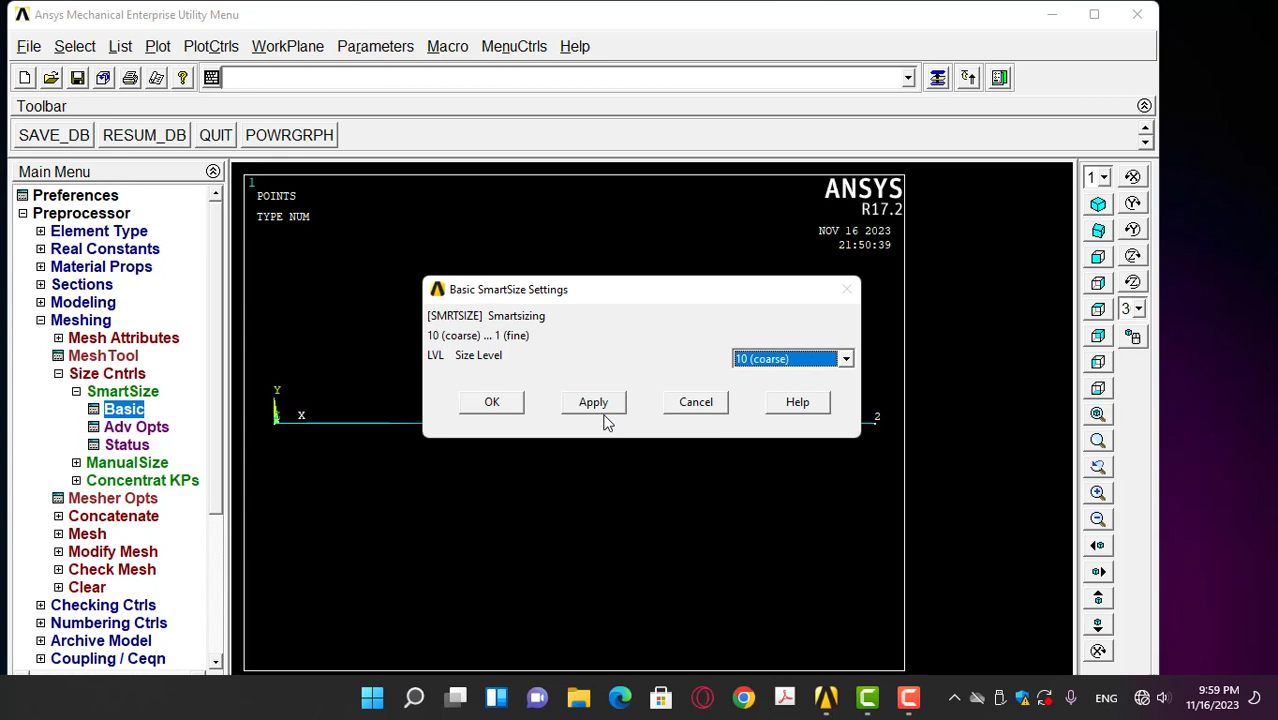 Ansys Mechanical Enterprise Utility Menu
File Select List Plot PlotCtrls WorkPlane Parameters Macro MenuCtrls Help
Toolbar
SAVE_DB RESUM_DB QUIT POWRGRPH
Main Menu
Preferences
Preprocessor
Element Type
Real Constants
Material Props
Sections
Modeling
Meshing
Mesh Attributes
MeshTool
Size Cntrls
SmartSize
Basic
Adv Opts
Status
ManualSize
Concentrat KPs
Mesher Opts
Concatenate
Mesh
Modify Mesh
Check Mesh
Clear
Checking Ctrls
Numbering Ctrls
Archive Model
Coupling / Ceqn
1
POINTS
TYPE NUM
ANSYS
R17.2
NOV 16 2023
21:50:39
Y
X
2
Basic SmartSize Settings
[SMRTSIZE] Smartsizing
10 (coarse) ... 1 (fine)
LVL Size Level
10 (coarse)
OK Apply Cancel Help
1
3
ENG
9:59 PM
11/16/2023